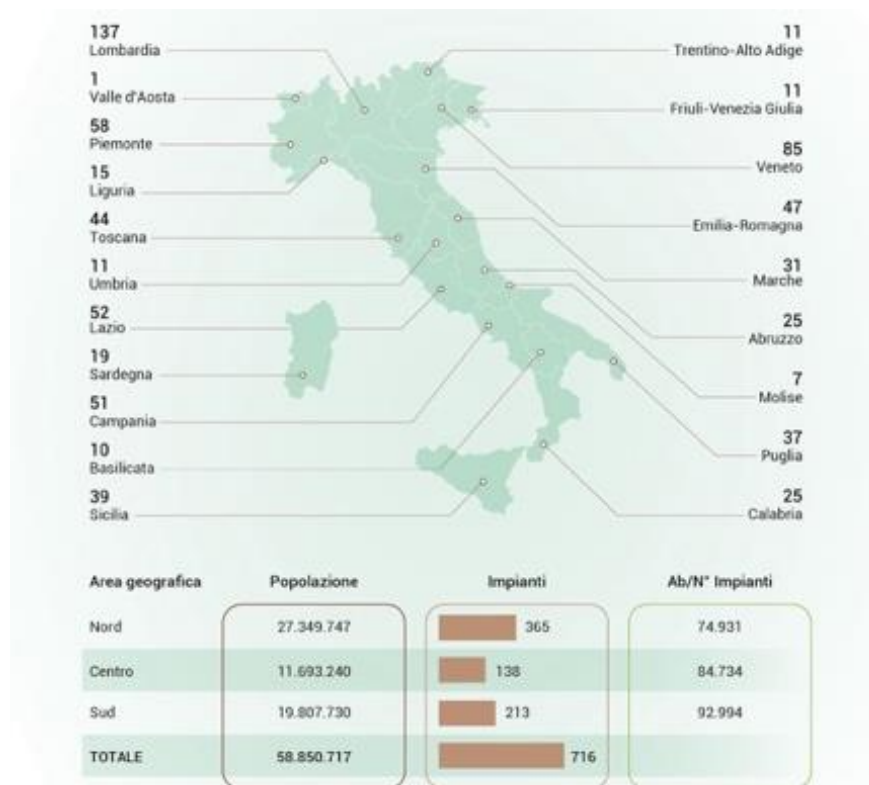 137
Lombardia
1
Valle d'Aosta
58
Piemonte
15
Liguria
44
Toscana
11
Umbria
52
Lazio
19
Sardegna
51
Campania
10
Basilicata
39
Sicilia
11
Trentino-Alto Adige
11
Friuli-Venezia Giulia
85
Veneto
47
Emilia-Romagna
31
Marche
25
Abruzzo
7
Molise
37
Puglia
25
Calabria
Area geografica Popolazione Impianti Ab/N° Impianti
Nord 27.349.747 365 74.931
Centro 11.693.240 138 84.734
Sud 19.807.730 213 92.994
TOTALE 58.850.717 716